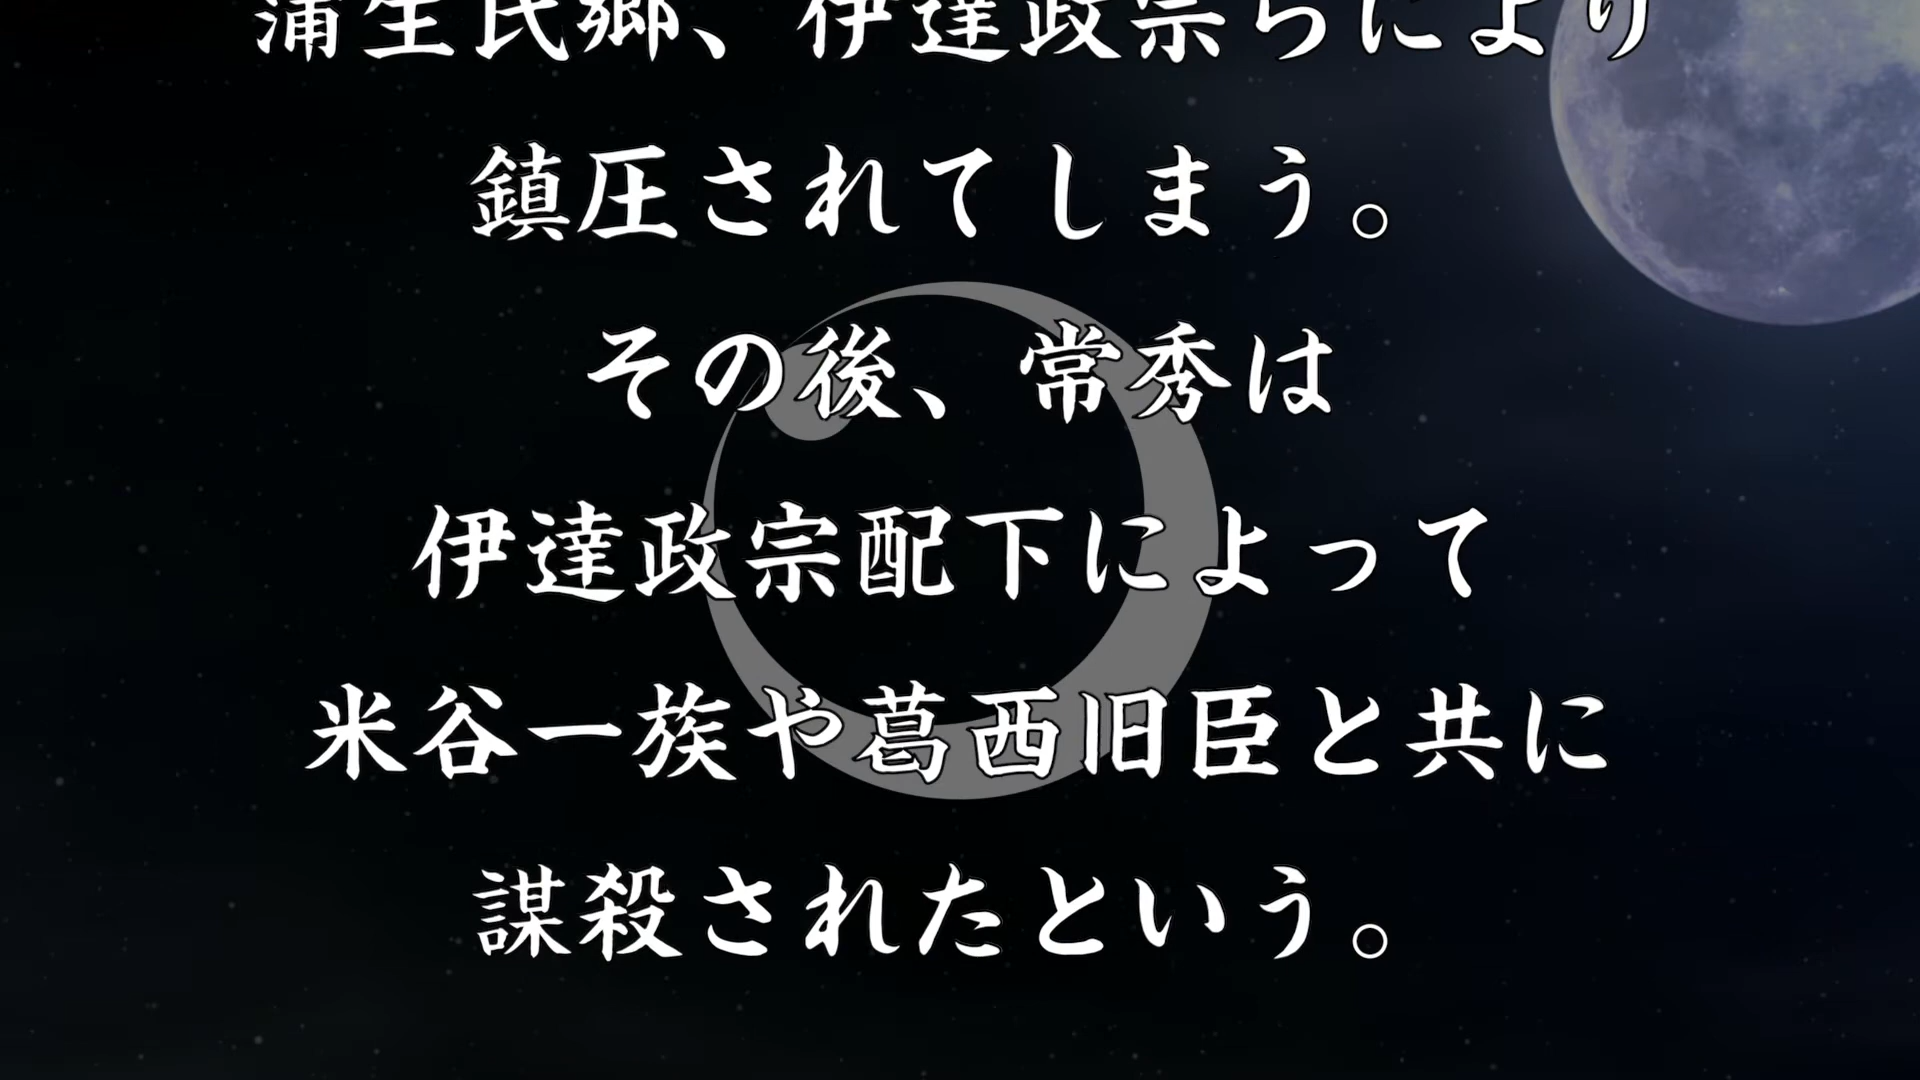 蒲生氏郷、伊達政宗らにより
鎮圧されてしまう。
その後、常秀は
伊達政宗配下によって
米谷一族や葛西旧臣と共に
謀殺されたという。